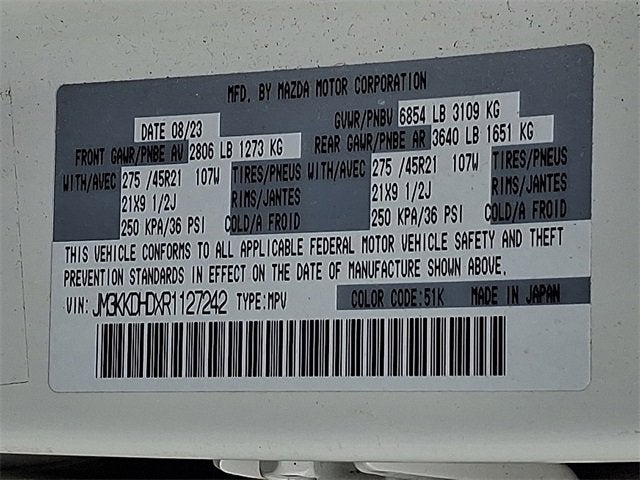 MFD. BY MAZDA MOTOR CORPORATION
DATE 08/23 GVWR/PNBV 6854 LB 3109 KG
FRONT GAWR/PNBE AV 2806 LB 1273 KG REAR GAWR/PNBE AR 3640 LB 1651 KG
WITH/AVEC 275 /45R21 107W TIRES/PNEUS WITH/AVEC 275 /45R21 107W TIRES/PNEUS
21X9 1/2J RIMS/JANTES 21X9 1/2J RIMS/JANTES
250 KPA/36 PSI COLD/A FROID 250 KPA/36 PSI COLD/A FROID
THIS VEHICLE CONFORMS TO ALL APPLICABLE FEDERAL MOTOR VEHICLE SAFETY AND THEFT
PREVENTION STANDARDS IN EFFECT ON THE DATE OF MANUFACTURE SHOWN ABOVE.
VIN: JM3KKDHDXR1127242 TYPE:MPV COLOR CODE:51K MADE IN JAPAN